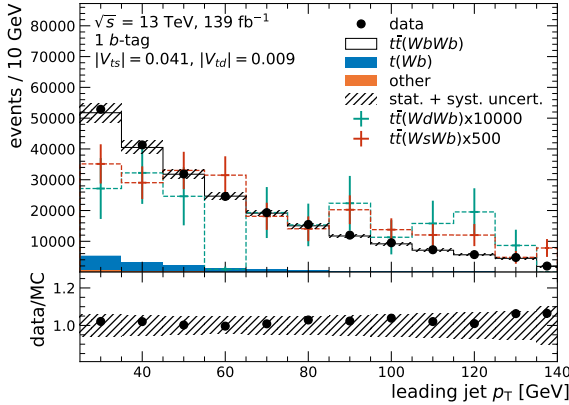 √s = 13 TeV, 139 fb⁻¹
1 b-tag
|V_ts| = 0.041, |V_td| = 0.009
data
tt̄(WbWb)
t(Wb)
other
stat. + syst. uncert.
tt̄(WdWb)x10000
tt̄(WsWb)x500
events / 10 GeV
80000
70000
60000
50000
40000
30000
20000
10000
data/MC
1.2
1.0
40 60 80 100 120 140
leading jet p_T [GeV]